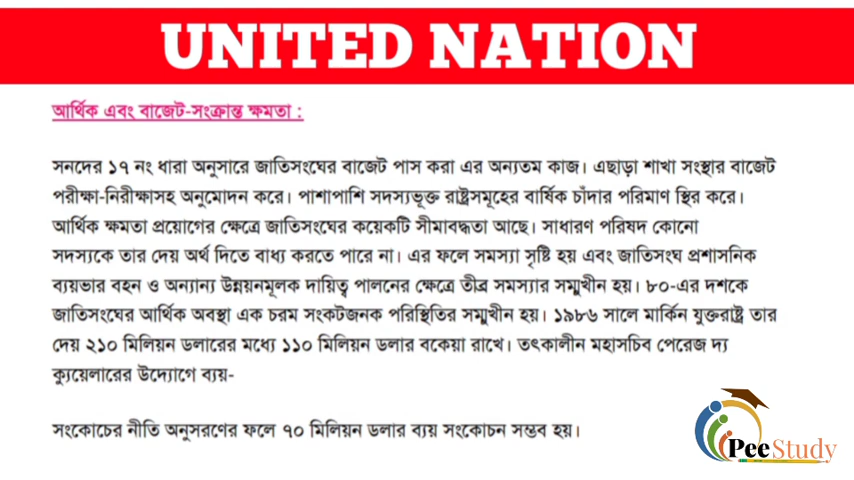 UNITED NATION
আর্থিক এবং বাজেট-সংক্রান্ত ক্ষমতা :
সনদের ১৭ নং ধারা অনুসারে জাতিসংঘের বাজেট পাস করা এর অন্যতম কাজ। এছাড়া শাখা সংস্থার বাজেট
পরীক্ষা-নিরীক্ষাসহ অনুমোদন করে। পাশাপাশি সদস্যভূক্ত রাষ্ট্রসমূহের বার্ষিক চাঁদার পরিমাণ স্থির করে।
আর্থিক ক্ষমতা প্রয়োগের ক্ষেত্রে জাতিসংঘের কয়েকটি সীমাবদ্ধতা আছে। সাধারণ পরিষদ কোনো
সদস্যকে তার দেয় অর্থ দিতে বাধ্য করতে পারে না। এর ফলে সমস্যা সৃষ্টি হয় এবং জাতিসংঘ প্রশাসনিক
ব্যয়ভার বহন ও অন্যান্য উন্নয়নমূলক দায়িত্ব পালনের ক্ষেত্রে তীব্র সমস্যার সম্মুখীন হয়। ৮০-এর দশকে
জাতিসংঘের আর্থিক অবস্থা এক চরম সংকটজনক পরিস্থিতির সম্মুখীন হয়। ১৯৮৬ সালে মার্কিন যুক্তরাষ্ট্র তার
দেয় ২১০ মিলিয়ন ডলারের মধ্যে ১১০ মিলিয়ন ডলার বকেয়া রাখে। তৎকালীন মহাসচিব পেরেজ দ্য
ক্যুয়েলারের উদ্যোগে ব্যয়-
সংকোচের নীতি অনুসরণের ফলে ৭০ মিলিয়ন ডলার ব্যয় সংকোচন সম্ভব হয়।
PeeStudy